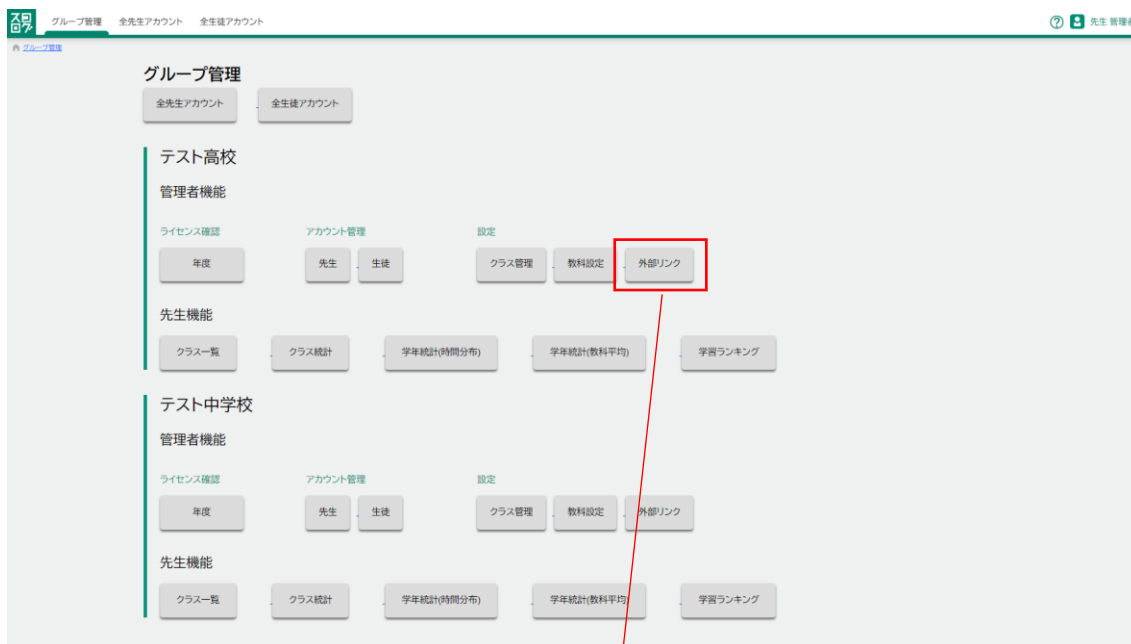 スタログ グループ管理 全先生アカウント 全生徒アカウント 先生 管理者
グループ管理
グループ管理
全先生アカウント 全生徒アカウント
テスト高校
管理者機能
ライセンス確認 アカウント管理 設定
年度 先生 生徒 クラス管理 教科設定 外部リンク
先生機能
クラス一覧 クラス統計 学年統計(時間分布) 学年統計(教科平均) 学習ランキング
テスト中学校
管理者機能
ライセンス確認 アカウント管理 設定
年度 先生 生徒 クラス管理 教科設定 外部リンク
先生機能
クラス一覧 クラス統計 学年統計(時間分布) 学年統計(教科平均) 学習ランキング